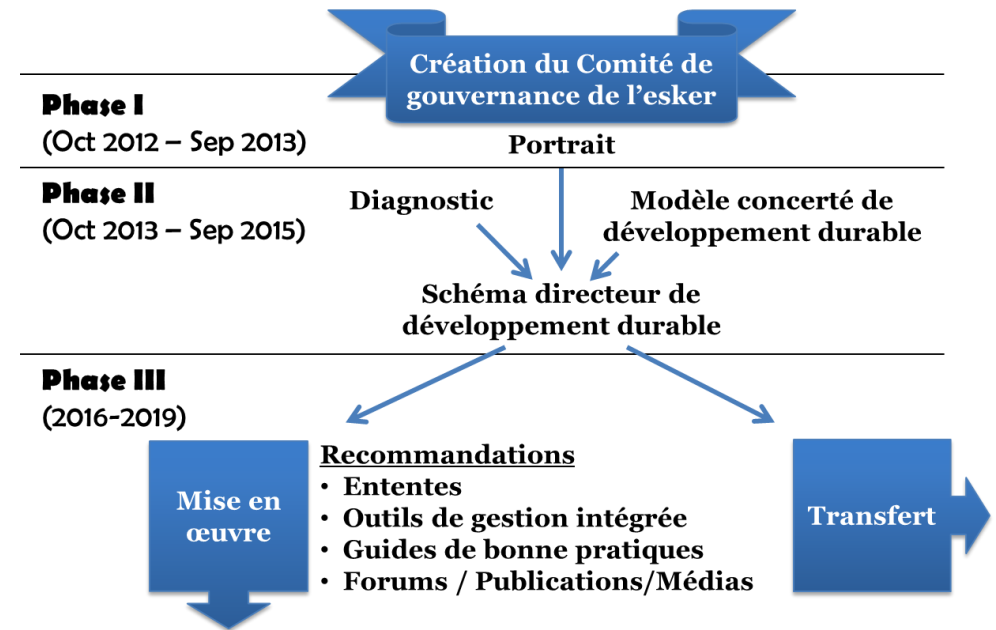 Création du Comité de
gouvernance de l'esker
Phase I
(Oct 2012 – Sep 2013)
Portrait
Phase II
(Oct 2013 – Sep 2015)
Diagnostic
Modèle concerté de
développement durable
Schéma directeur de
développement durable
Phase III
(2016-2019)
Mise en
œuvre
Recommandations
• Ententes
• Outils de gestion intégrée
• Guides de bonne pratiques
• Forums / Publications/Médias
Transfert